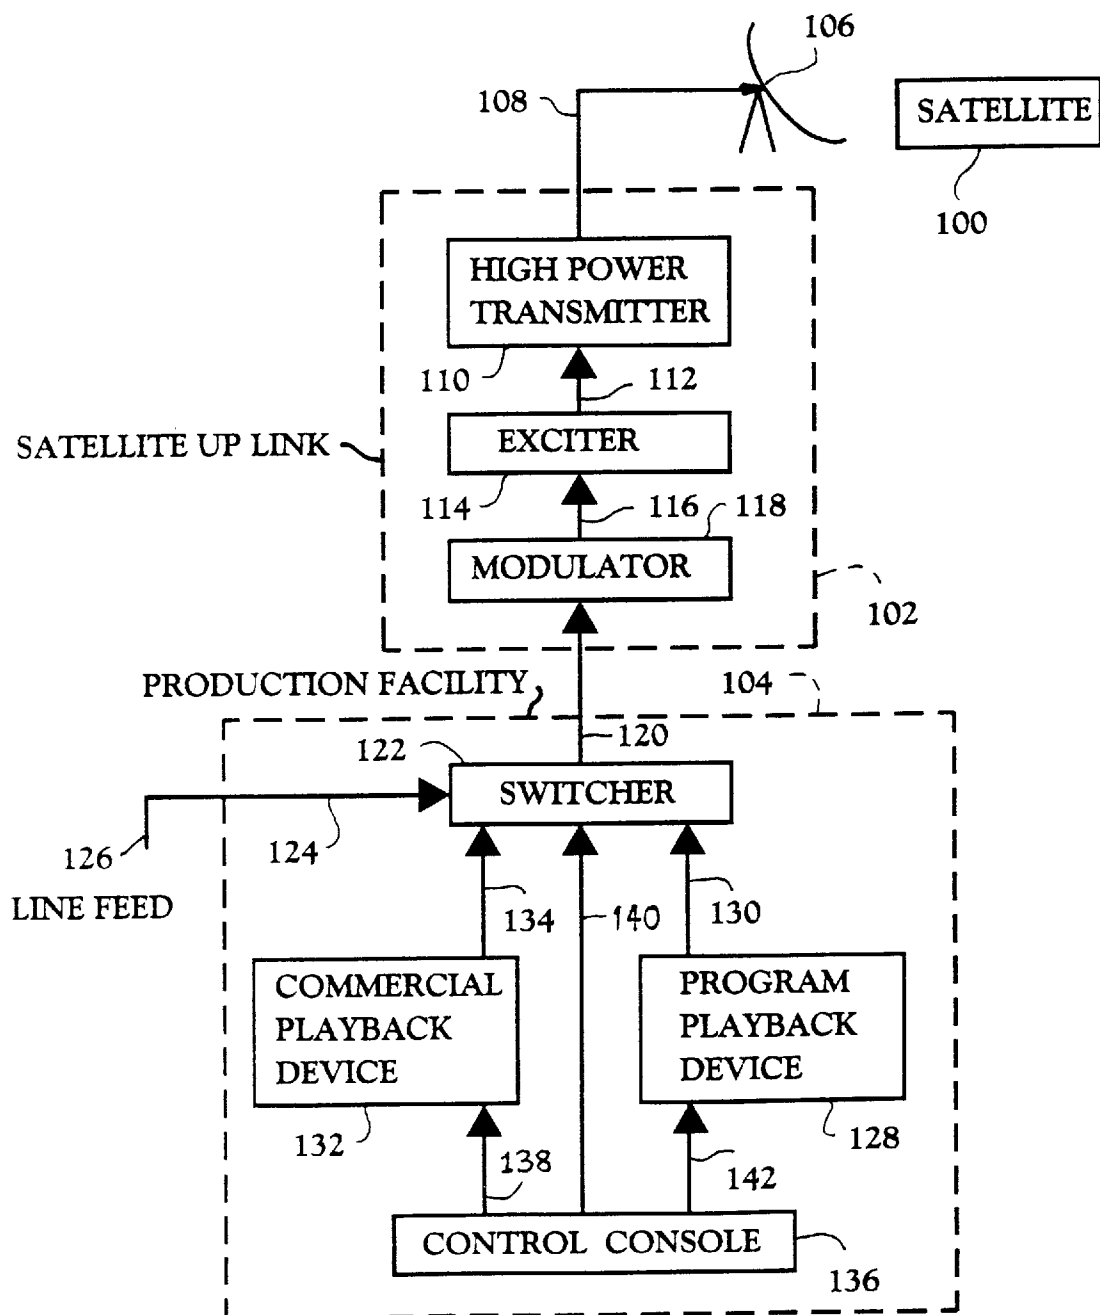 106
108
SATELLITE
100
HIGH POWER
TRANSMITTER
110
112
SATELLITE UP LINK
EXCITER
114
116
118
MODULATOR
102
PRODUCTION FACILITY
104
120
122
SWITCHER
126
124
LINE FEED
134
140
130
COMMERCIAL
PLAYBACK
DEVICE
PROGRAM
PLAYBACK
DEVICE
132
138
142
128
CONTROL CONSOLE
136